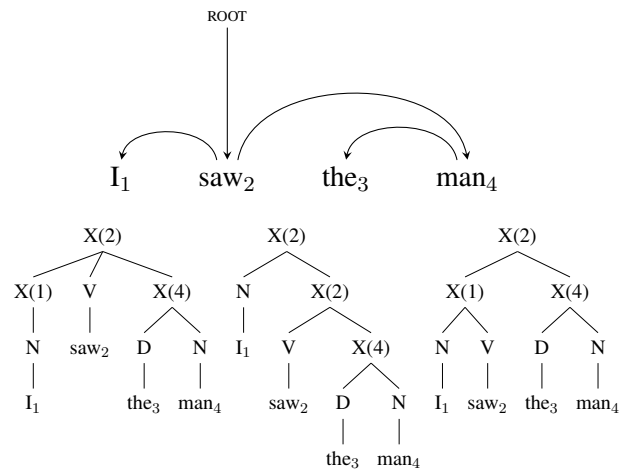 ROOT
I₁ saw₂ the₃ man₄
X(2) X(2) X(2)
X(1) V X(4) N X(2) X(1) X(4)
N saw₂ D N I₁ V X(4) N V D N
I₁ the₃ man₄ saw₂ D N I₁ saw₂ the₃ man₄
the₃ man₄